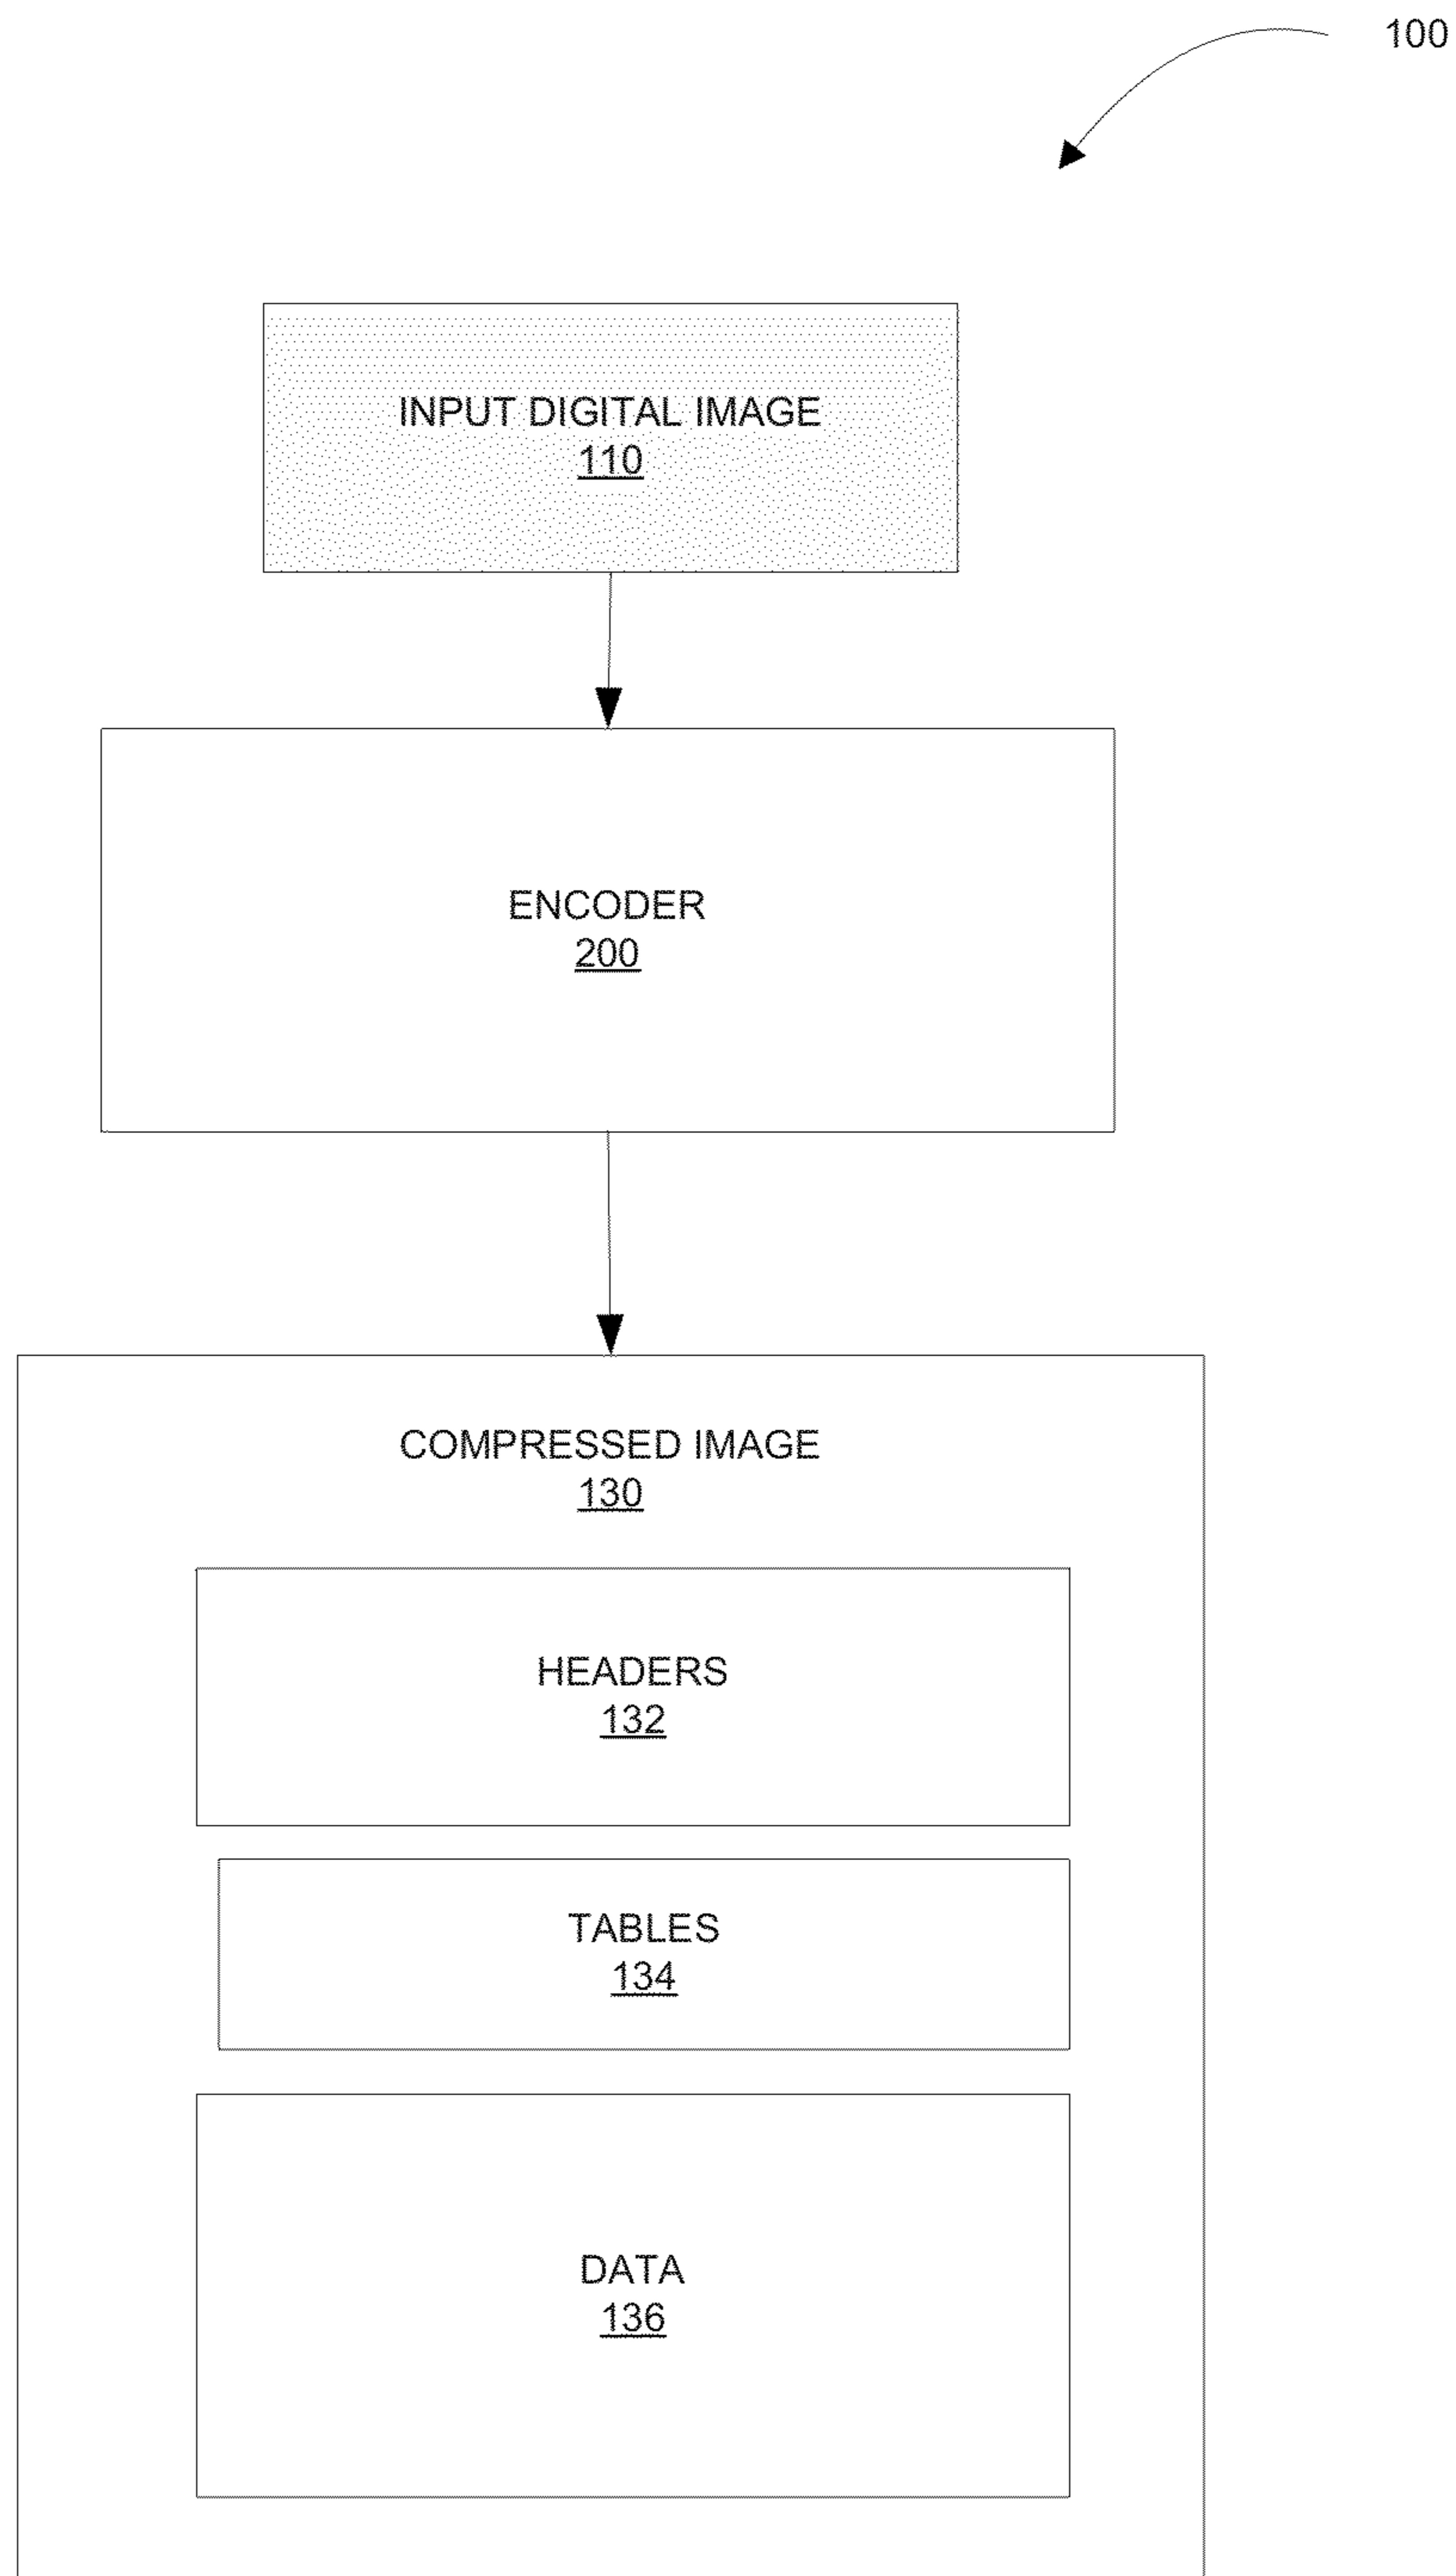 100
INPUT DIGITAL IMAGE
110
ENCODER
200
COMPRESSED IMAGE
130
HEADERS
132
TABLES
134
DATA
136